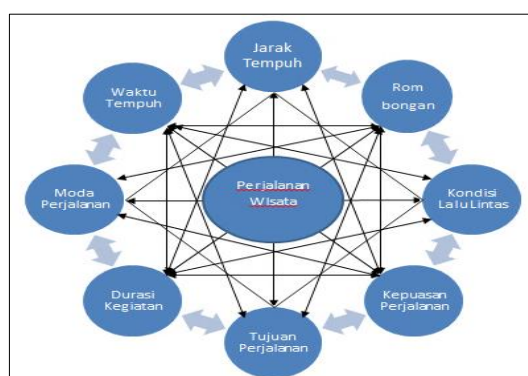 Jarak
Tempuh
Rom
bongan
Kondisi
Lalu Lintas
Kepuasan
Perjalanan
Tujuan
Perjalanan
Durasi
Kegiatan
Moda
Perjalanan
Waktu
Tempuh
Perjalanan
Wisata